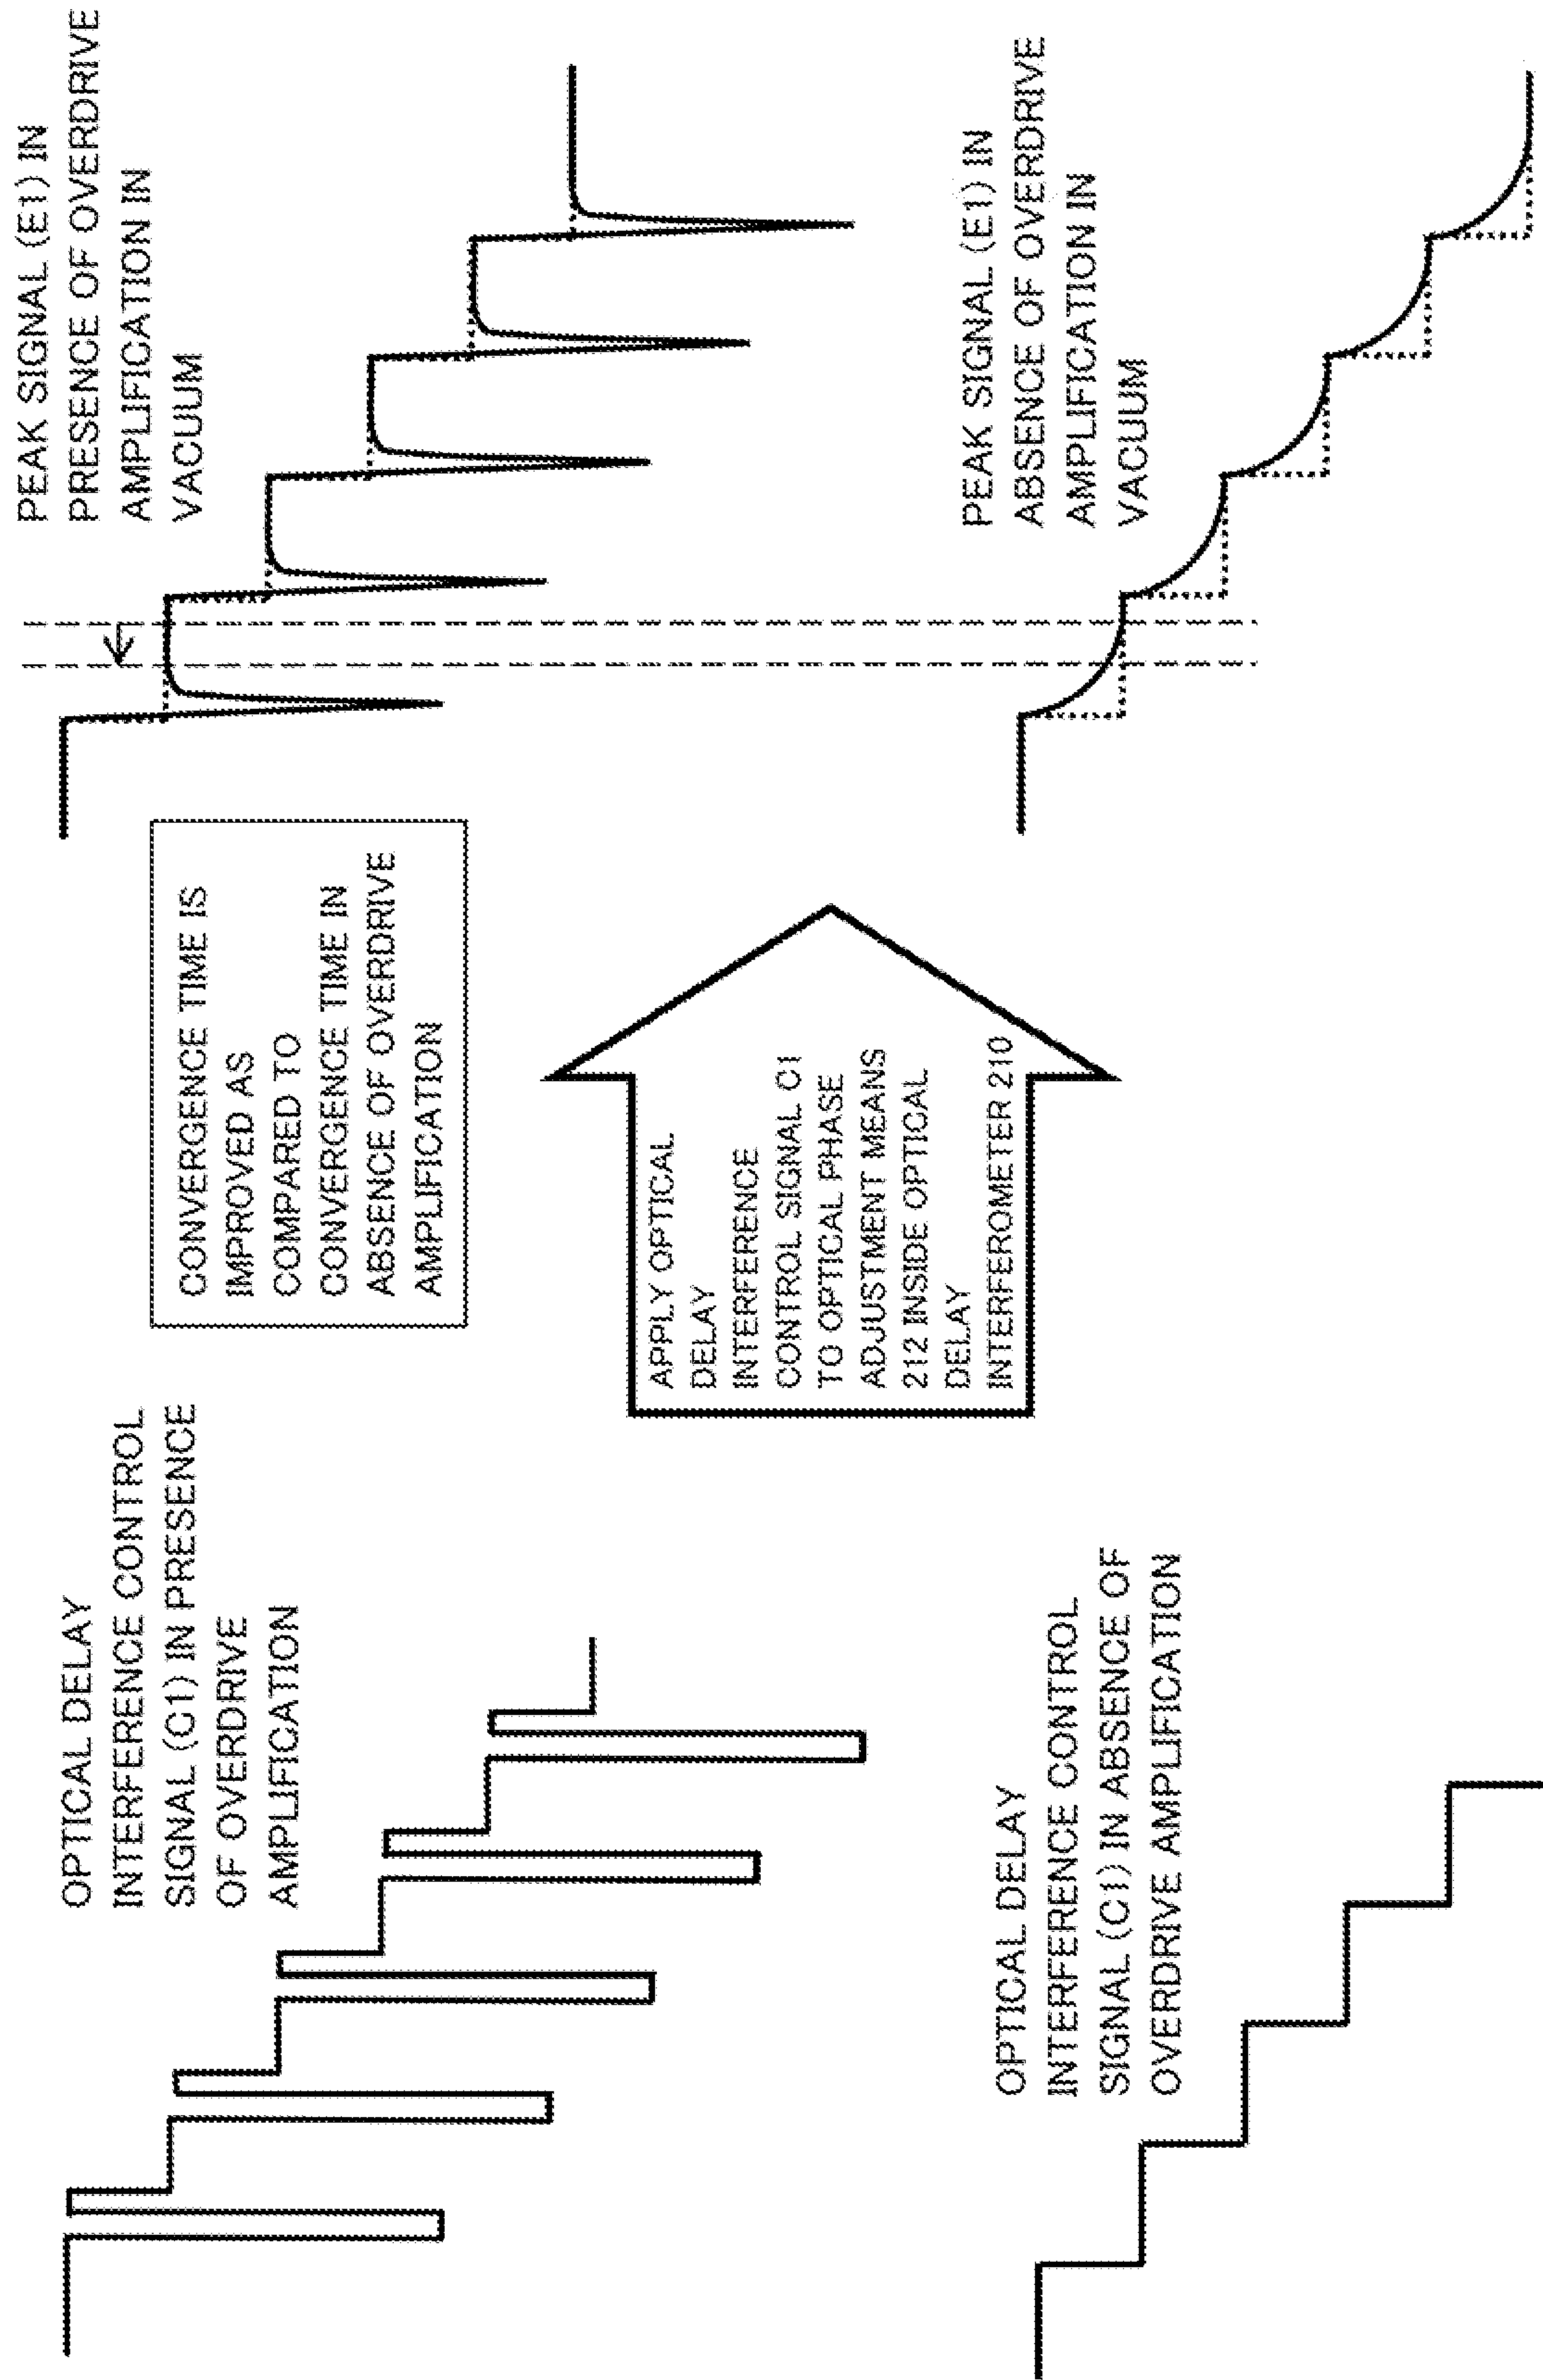 OPTICAL DELAY
INTERFERENCE CONTROL
SIGNAL (C1) IN PRESENCE
OF OVERDRIVE
AMPLIFICATION
CONVERGENCE TIME IS
IMPROVED AS
COMPARED TO
CONVERGENCE TIME IN
ABSENCE OF OVERDRIVE
AMPLIFICATION
PEAK SIGNAL (E1) IN
PRESENCE OF OVERDRIVE
AMPLIFICATION IN
VACUUM
APPLY OPTICAL
DELAY
INTERFERENCE
CONTROL SIGNAL C1
TO OPTICAL PHASE
ADJUSTMENT MEANS
212 INSIDE OPTICAL
DELAY
INTERFEROMETER 210
OPTICAL DELAY
INTERFERENCE CONTROL
SIGNAL (C1) IN ABSENCE OF
OVERDRIVE AMPLIFICATION
PEAK SIGNAL (E1) IN
ABSENCE OF OVERDRIVE
AMPLIFICATION IN
VACUUM